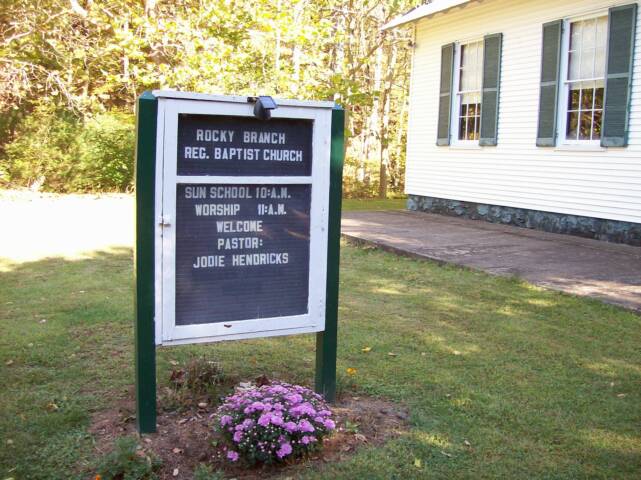 ROCKY BRANCH
REG. BAPTIST CHURCH
SUN SCHOOL 10:A.M.
WORSHIP 11:A.M.
WELCOME
PASTOR:
JODIE HENDRICKS